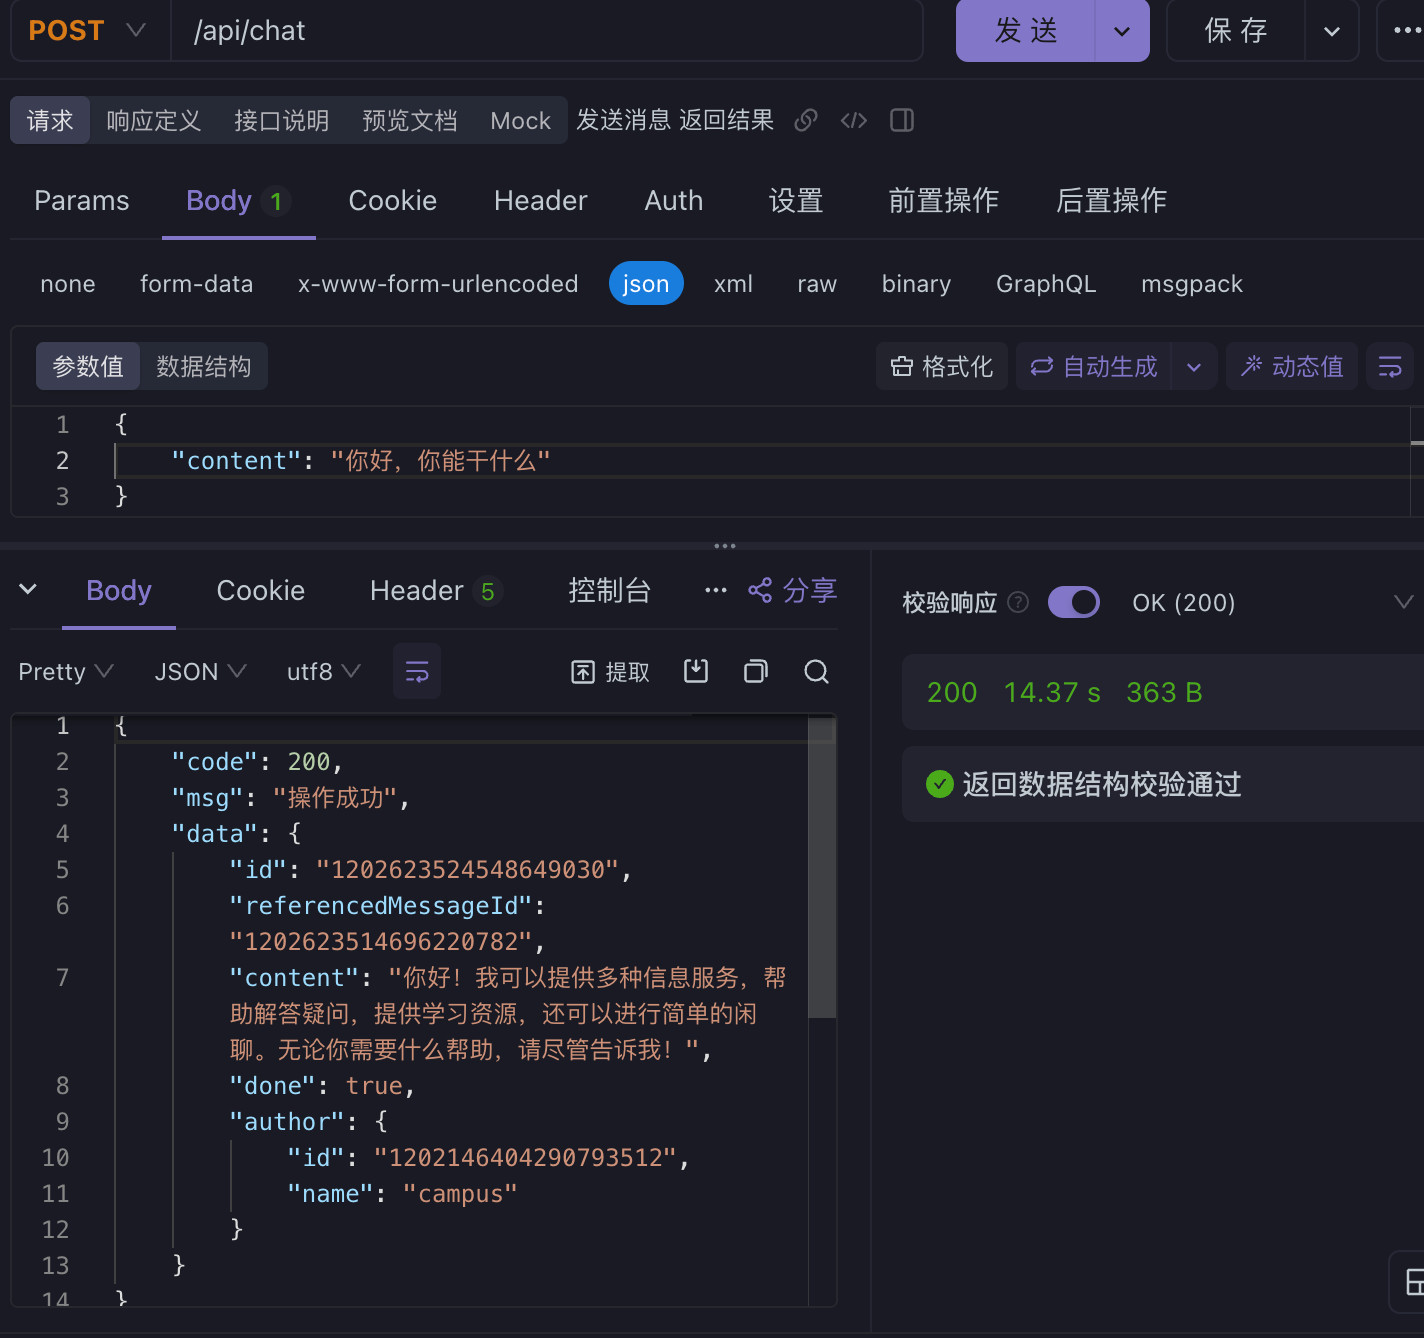 POST /api/chat 发 送 保 存
请求 响应定义 接口说明 预览文档 Mock 发送消息 返回结果
Params Body 1 Cookie Header Auth 设置 前置操作 后置操作
none form-data x-www-form-urlencoded json xml raw binary GraphQL msgpack
参数值 数据结构 格式化 自动生成 动态值
1 {
2 "content": "你好，你能干什么"
3 }
Body Cookie Header 5 控制台 ··· 分享
校验响应 ? OK (200)
Pretty JSON utf8 提取
200 14.37 s 363 B
返回数据结构校验通过
1 {
2 "code": 200,
3 "msg": "操作成功",
4 "data": {
5 "id": "1202623524548649030",
6 "referencedMessageId":
"1202623514696220782",
7 "content": "你好！我可以提供多种信息服务，帮
助解答疑问，提供学习资源，还可以进行简单的闲
聊。无论你需要什么帮助，请尽管告诉我！",
8 "done": true,
9 "author": {
10 "id": "1202146404290793512",
11 "name": "campus"
12 }
13 }
14 }